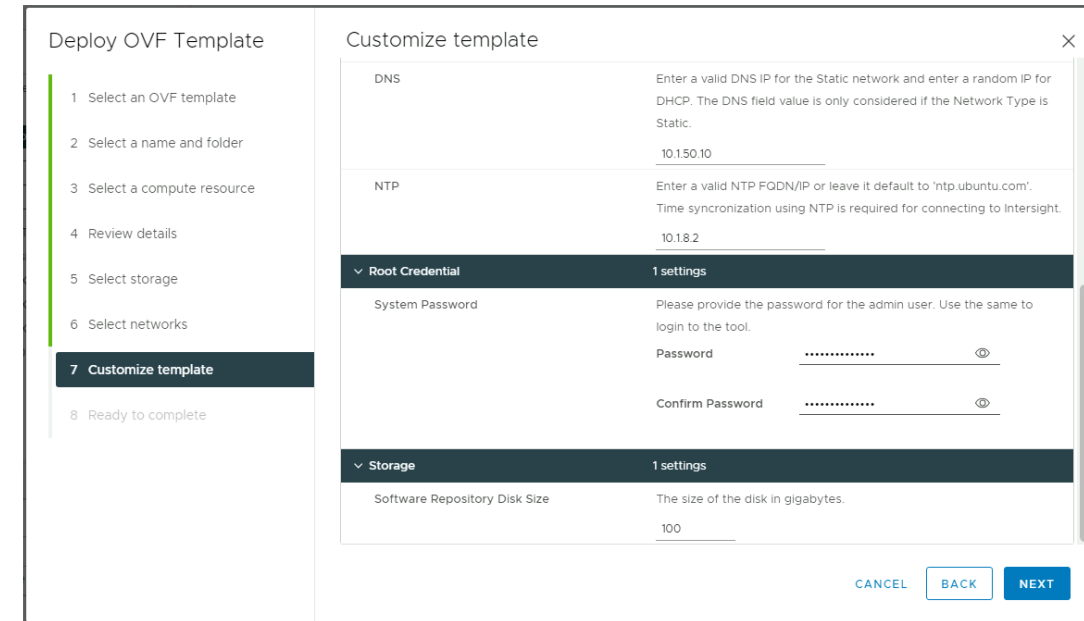 Deploy OVF Template
1 Select an OVF template
2 Select a name and folder
3 Select a compute resource
4 Review details
5 Select storage
6 Select networks
7 Customize template
8 Ready to complete
Customize template
DNS
Enter a valid DNS IP for the Static network and enter a random IP for
DHCP. The DNS field value is only considered if the Network Type is
Static.
10.1.50.10
NTP
Enter a valid NTP FQDN/IP or leave it default to 'ntp.ubuntu.com'.
Time syncronization using NTP is required for connecting to Intersight.
10.1.8.2
Root Credential 1 settings
System Password
Please provide the password for the admin user. Use the same to
login to the tool.
Password ••••••••••••••
Confirm Password ••••••••••••••
Storage 1 settings
Software Repository Disk Size
The size of the disk in gigabytes.
100
CANCEL BACK NEXT